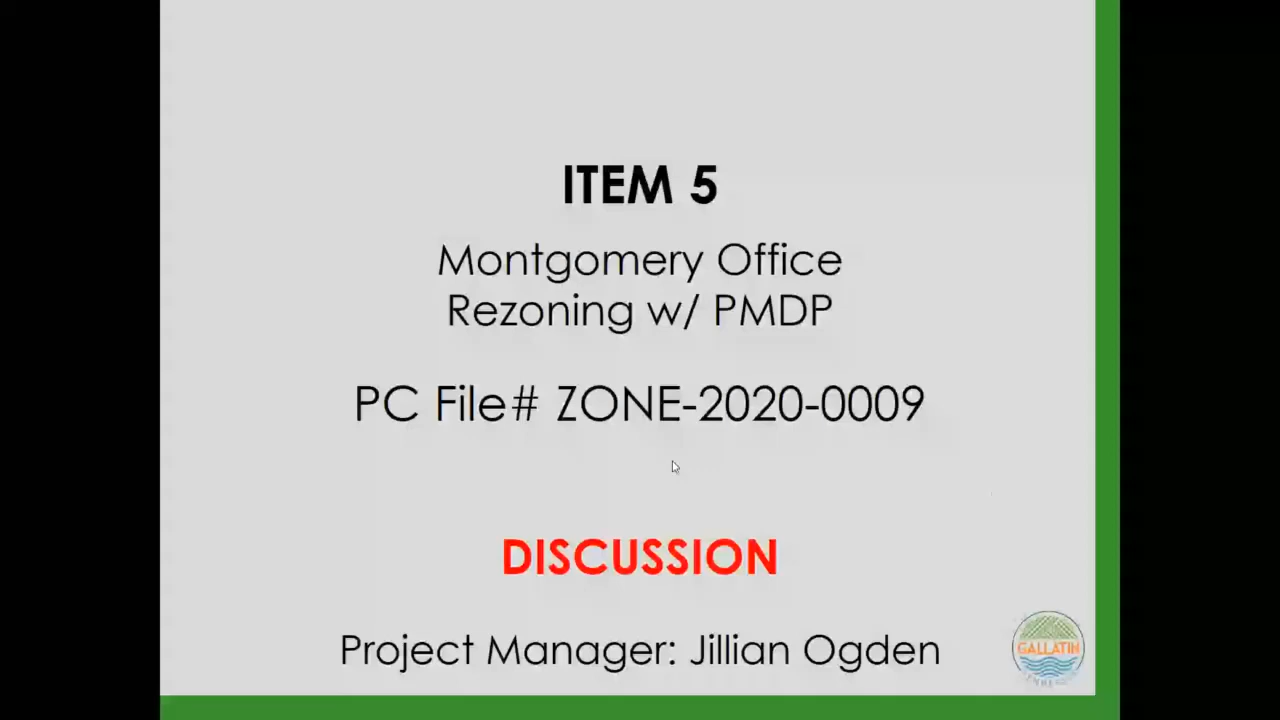 ITEM 5
Montgomery Office
Rezoning w/ PMDP
PC File# ZONE-2020-0009
DISCUSSION
Project Manager: Jillian Ogden
GALLATIN